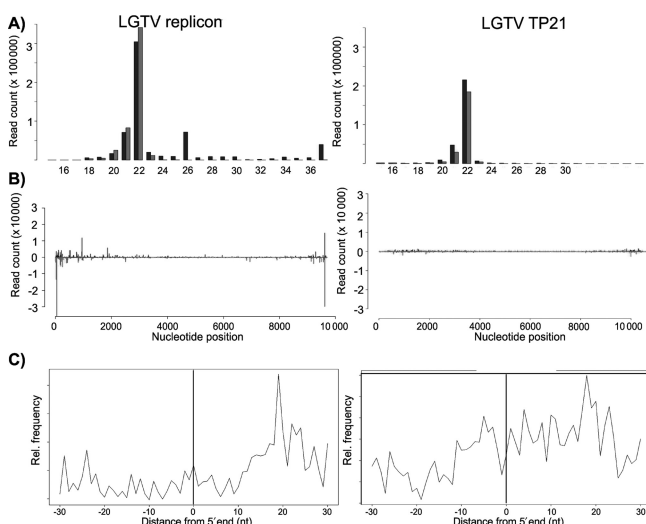 A)
LGTV replicon
LGTV TP21
Read count (x 100000)
3
2
1
16 18 20 22 24 26 28 30 32 34 36
Read count (x 100000)
3
2
1
16 18 20 22 24 26 28 30
B)
Read count (x 10000)
3
2
1
0
-1
-2
-3
0 2000 4000 6000 8000 10000
Nucleotide position
Read count (x 10 000)
3
2
1
0
-1
-2
-3
0 2000 4000 6000 8000 10 000
Nucleotide position
C)
Rel. frequency
-30 -20 -10 0 10 20 30
Distance from 5´end (nt)
Rel. frequency
-30 -20 -10 0 10 20 30
Distance from 5´end (nt)